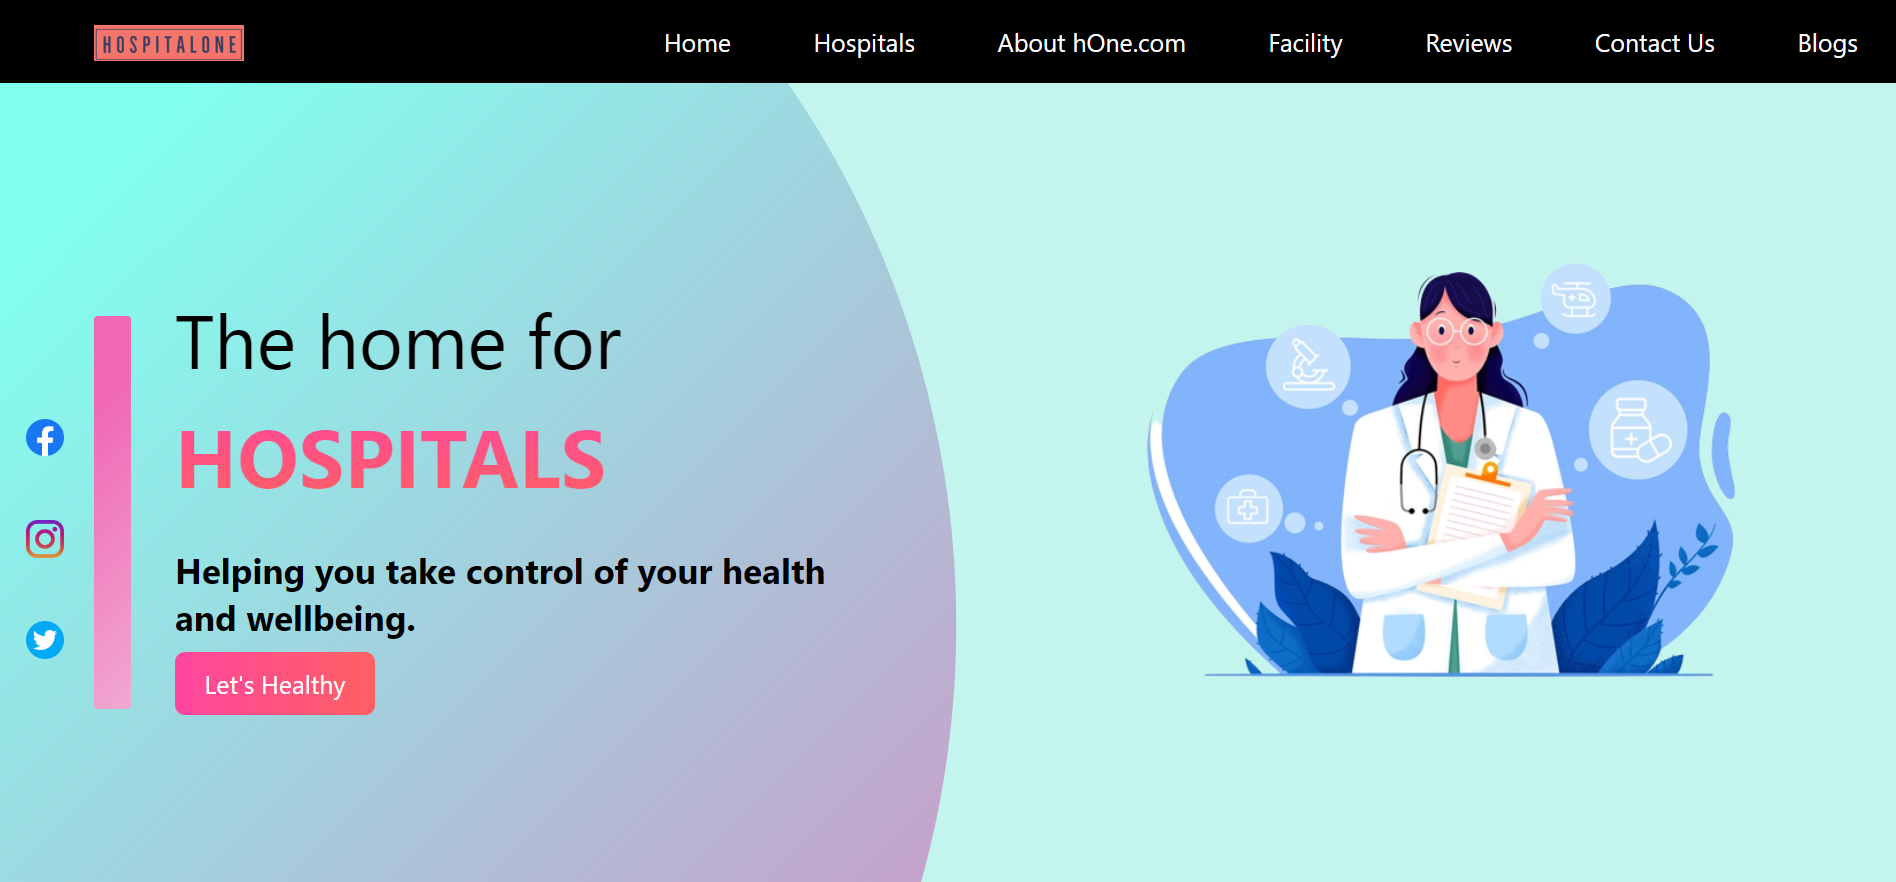 HOSPITALONE
Home Hospitals About hOne.com Facility Reviews Contact Us Blogs
The home for
HOSPITALS
Helping you take control of your health
and wellbeing.
Let's Healthy